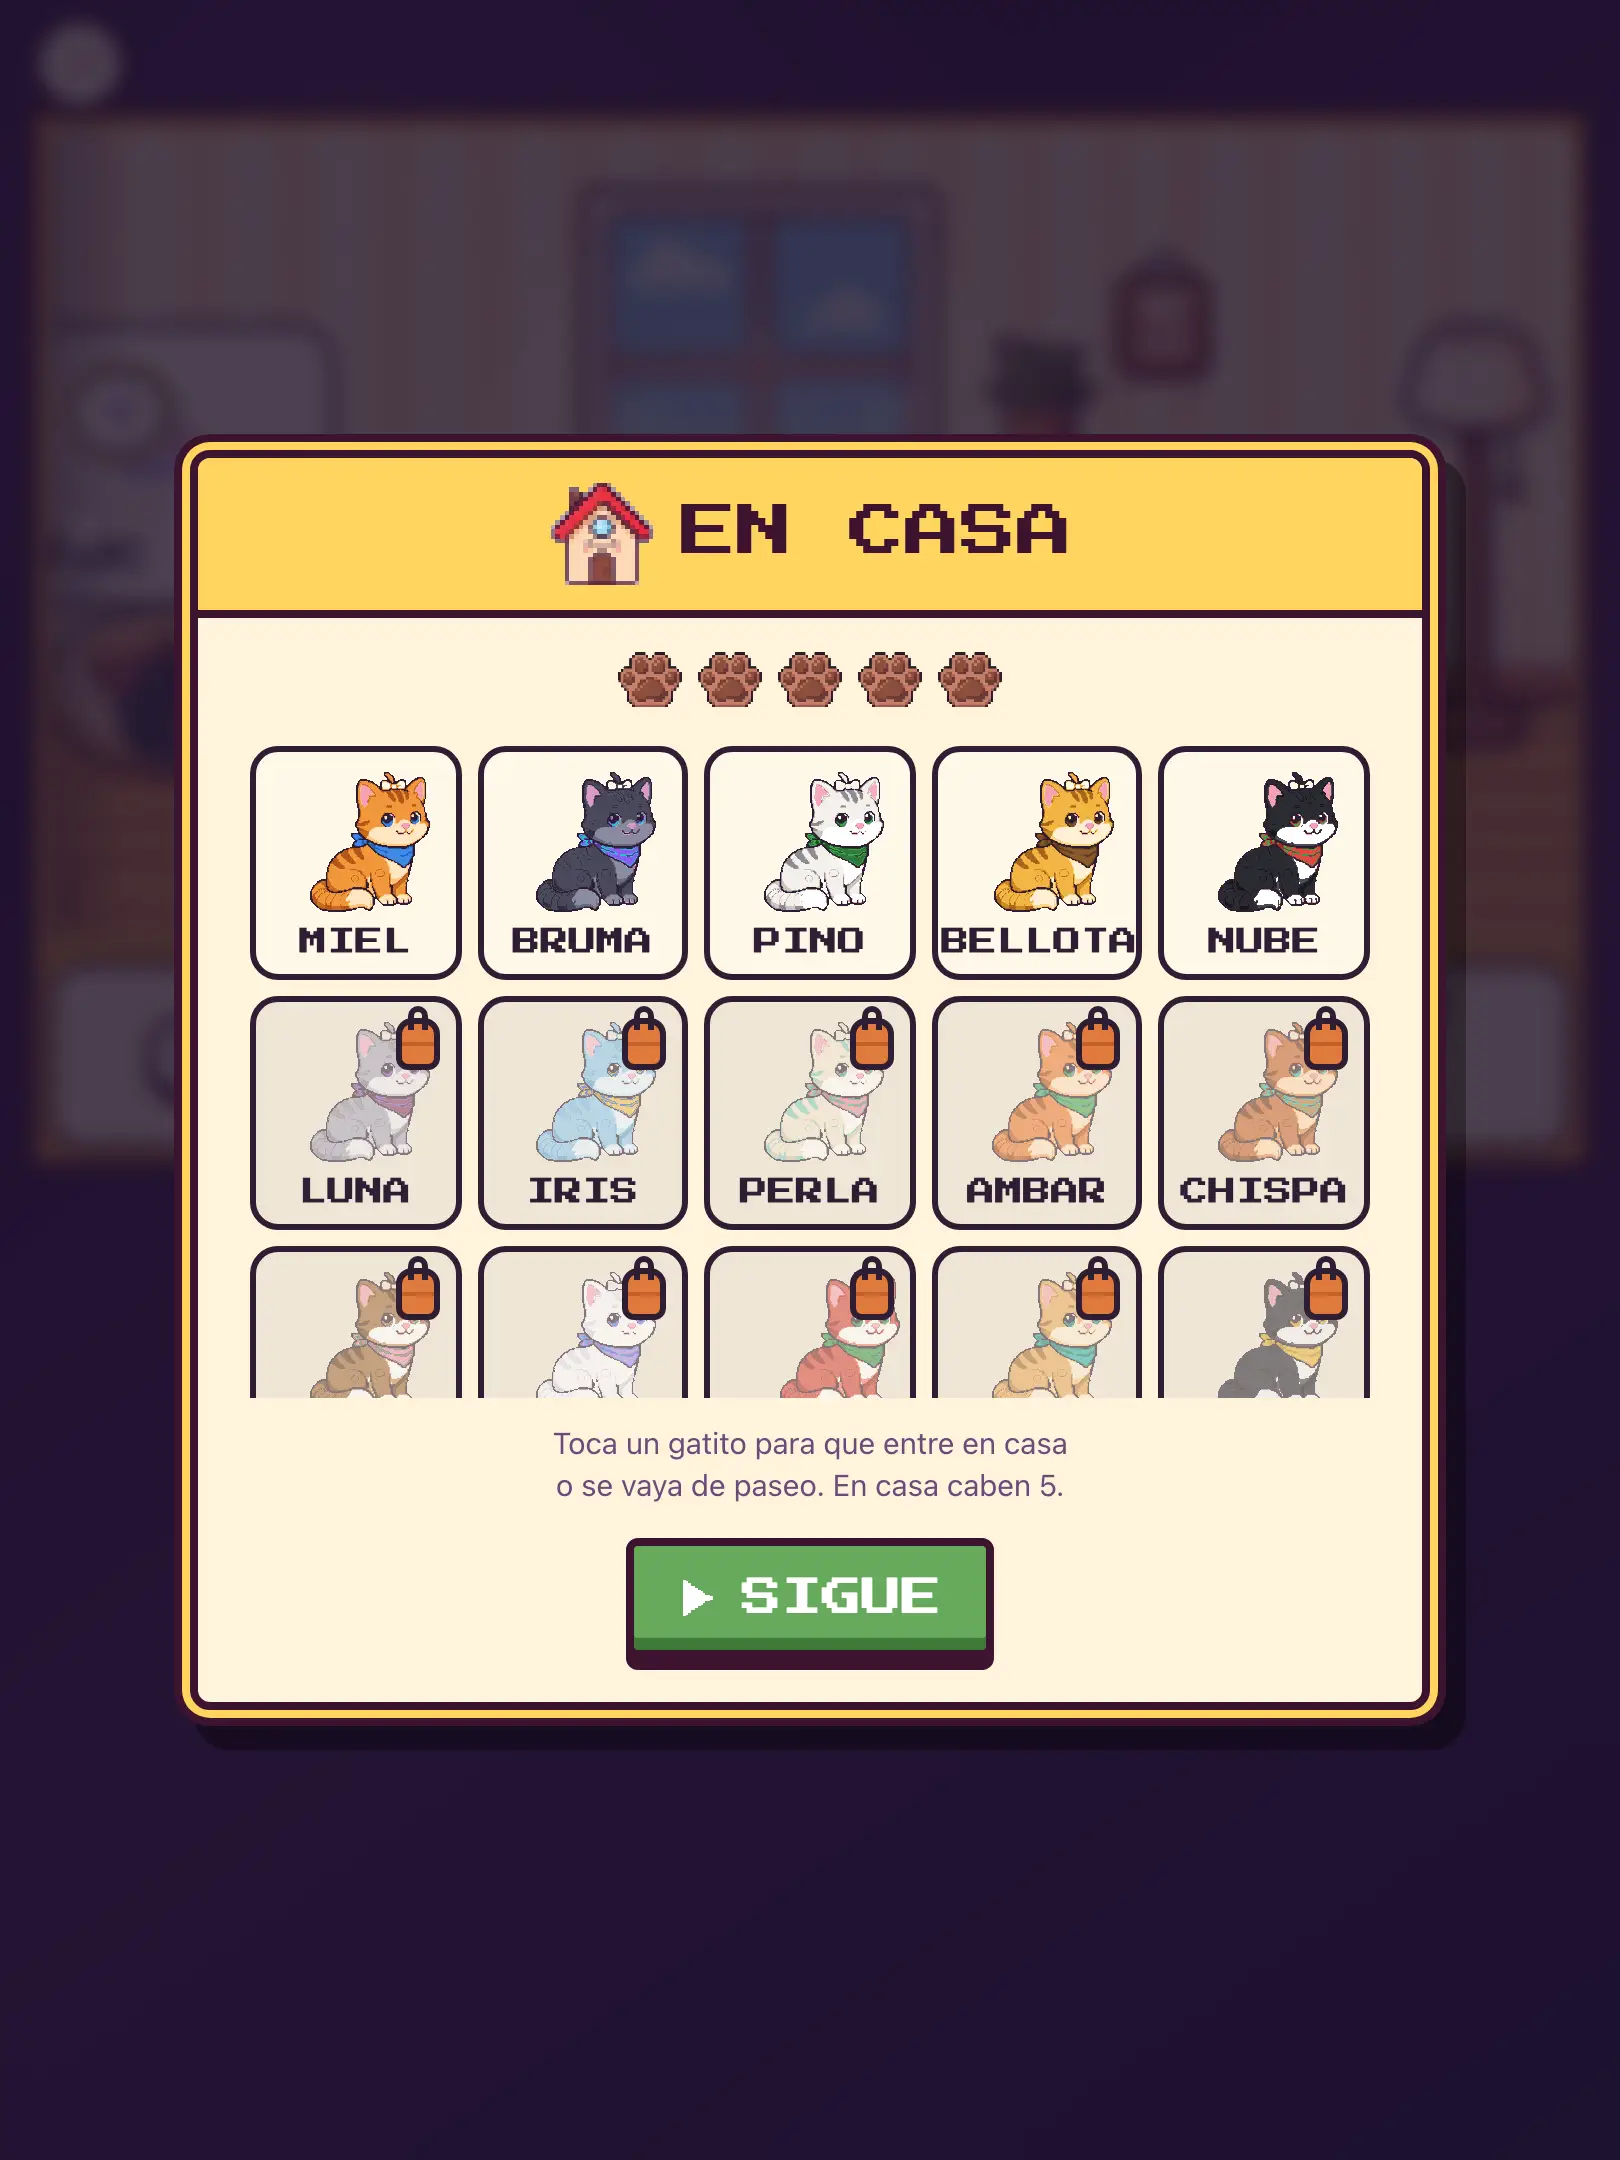 EN CASA
MIEL
BRUMA
PINO
BELLOTA
NUBE
LUNA
IRIS
PERLA
AMBAR
CHISPA
Toca un gatito para que entre en casa
o se vaya de paseo. En casa caben 5.
SIGUE